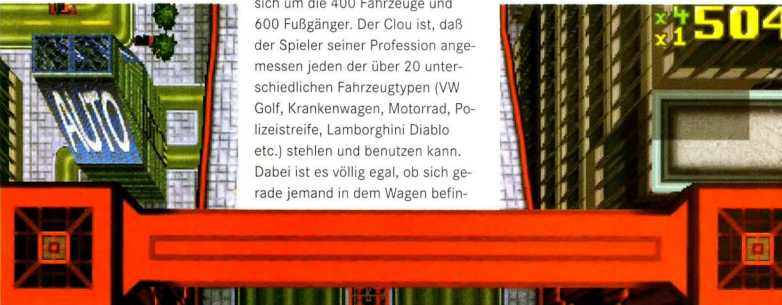 sich um die 400 Fahrzeuge und
600 Fußgänger. Der Clou ist, daß
der Spieler seiner Profession ange-
messen jeden der über 20 unter-
schiedlichen Fahrzeugtypen (VW
Golf, Krankenwagen, Motorrad, Po-
lizeistreife, Lamborghini Diablo
etc.) stehlen und benutzen kann.
Dabei ist es völlig egal, ob sich ge-
rade jemand in dem Wagen befin-
AUTO
x 4
x 1
504